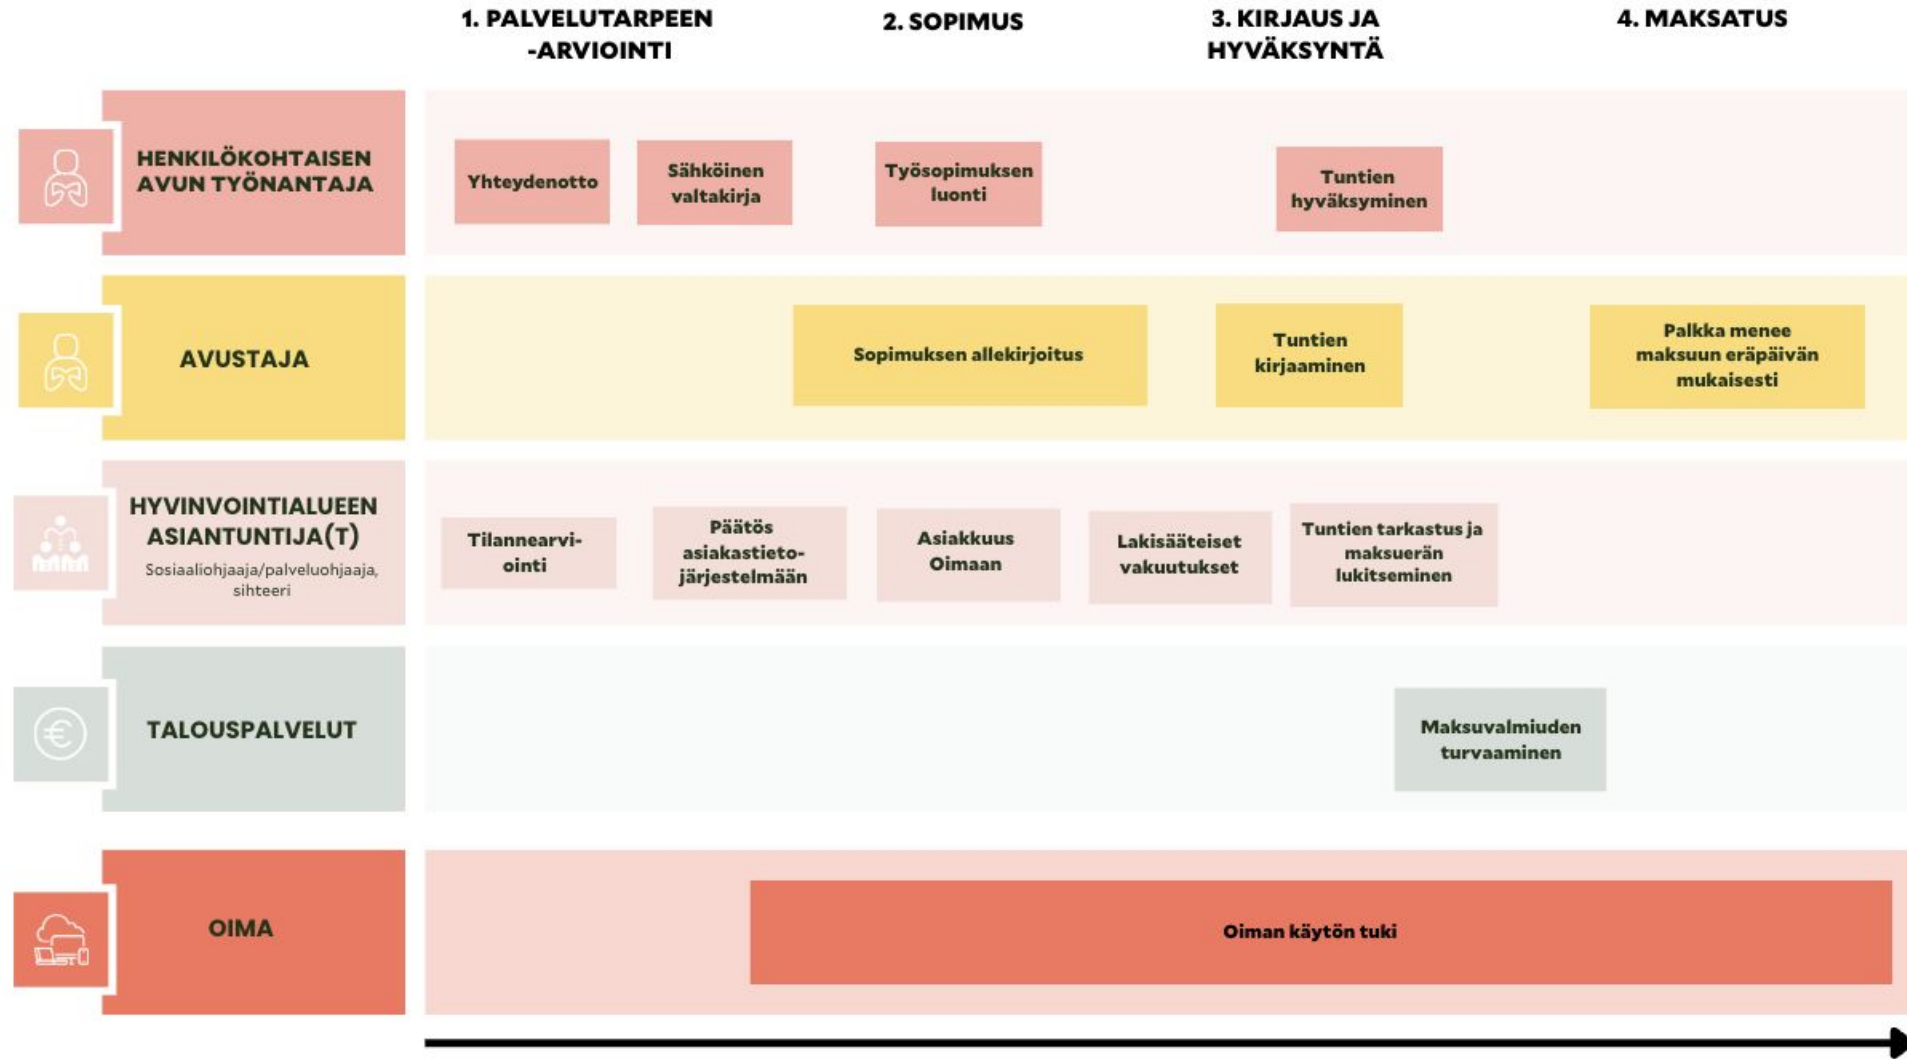 1. PALVELUTARPEEN
-ARVIOINTI
2. SOPIMUS
3. KIRJAUS JA
HYVÄKSYNTÄ
4. MAKSATUS
HENKILÖKOHTAISEN
AVUN TYÖNANTAJA
Yhteydenotto
Sähköinen
valtakirja
Työsopimuksen
luonti
Tuntien
hyväksyminen
AVUSTAJA
Sopimuksen allekirjoitus
Tuntien
kirjaaminen
Palkka menee
maksuun eräpäivän
mukaisesti
HYVINVOINTIALUEEN
ASIANTUNTIJA(T)
Sosiaaliohjaaja/palveluohjaaja,
sihteeri
Tilannearvi-
ointi
Päätös
asiakastieto-
järjestelmään
Asiakkuus
Oimaan
Lakisääteiset
vakuutukset
Tuntien tarkastus ja
maksuerän
lukitseminen
TALOUSPALVELUT
Maksuvalmiuden
turvaaminen
OIMA
Oiman käytön tuki